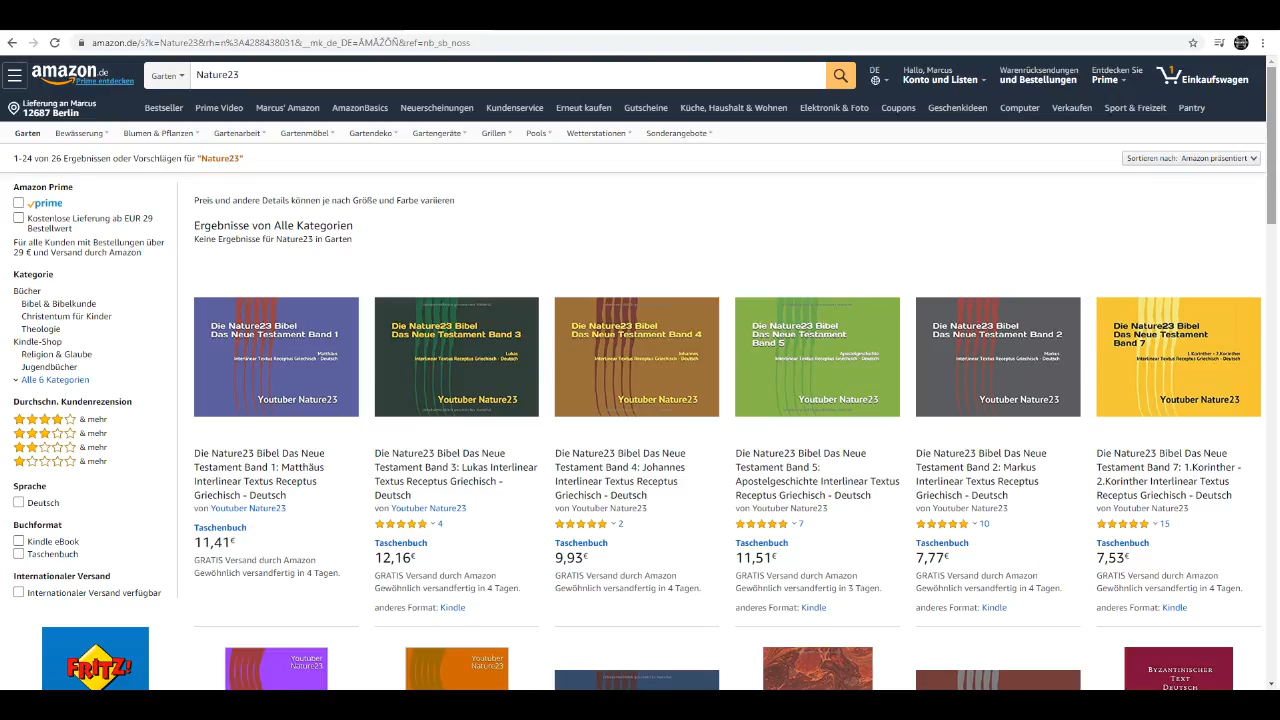 amazon.de/s?k=Nature23&rh=n%3A4288438031&__mk_de_DE=ÅMÅŽÕÑ&ref=nb_sb_noss
amazon.de
Prime entdecken
Garten
Nature23
DE
Hallo, Marcus
Konto und Listen
Warenrücksendungen
und Bestellungen
Entdecken Sie
Prime
1
Einkaufswagen
Lieferung an Marcus
12687 Berlin
Bestseller Prime Video Marcus' Amazon AmazonBasics Neuerscheinungen Kundenservice Erneut kaufen Gutscheine Küche, Haushalt & Wohnen Elektronik & Foto Coupons Geschenkideen Computer Verkaufen Sport & Freizeit Pantry
Garten Bewässerung Blumen & Pflanzen Gartenarbeit Gartenmöbel Gartendeko Gartengeräte Grillen Pools Wetterstationen Sonderangebote
1-24 von 26 Ergebnissen oder Vorschlägen für "Nature23"
Sortieren nach: Amazon präsentiert
Amazon Prime
prime
Kostenlose Lieferung ab EUR 29
Bestellwert
Für alle Kunden mit Bestellungen über
29 € und Versand durch Amazon
Kategorie
Bücher
Bibel & Bibelkunde
Christentum für Kinder
Theologie
Kindle-Shop
Religion & Glaube
Jugendbücher
Alle 6 Kategorien
Durchschn. Kundenrezension
& mehr
& mehr
& mehr
& mehr
Sprache
Deutsch
Buchformat
Kindle eBook
Taschenbuch
Internationaler Versand
Internationaler Versand verfügbar
FRITZ!
Preis und andere Details können je nach Größe und Farbe variieren
Ergebnisse von Alle Kategorien
Keine Ergebnisse für Nature23 in Garten
Die Nature23 Bibel
Das Neue Testament Band 1
Matthäus
Interlinear Textus Receptus Griechisch - Deutsch
Youtuber Nature23
Die Nature23 Bibel Das Neue
Testament Band 1: Matthäus
Interlinear Textus Receptus
Griechisch - Deutsch
von Youtuber Nature23
Taschenbuch
11,41€
GRATIS Versand durch Amazon
Gewöhnlich versandfertig in 4 Tagen.
Die Nature23 Bibel
Das Neue Testament Band 3
Lukas
Interlinear Textus Receptus Griechisch - Deutsch
Youtuber Nature23
Die Nature23 Bibel Das Neue
Testament Band 3: Lukas Interlinear
Textus Receptus Griechisch -
Deutsch
von Youtuber Nature23
4
Taschenbuch
12,16€
GRATIS Versand durch Amazon
Gewöhnlich versandfertig in 4 Tagen.
anderes Format: Kindle
Die Nature23 Bibel
Das Neue Testament Band 4
Johannes
Interlinear Textus Receptus Griechisch - Deutsch
Youtuber Nature23
Die Nature23 Bibel Das Neue
Testament Band 4: Johannes
Interlinear Textus Receptus
Griechisch - Deutsch
von Youtuber Nature23
2
Taschenbuch
9,93€
GRATIS Versand durch Amazon
Gewöhnlich versandfertig in 4 Tagen.
anderes Format: Kindle
Die Nature23 Bibel
Das Neue Testament
Band 5
Apostelgeschichte
Interlinear Textus Receptus Griechisch - Deutsch
Youtuber Nature23
Die Nature23 Bibel Das Neue
Testament Band 5:
Apostelgeschichte Interlinear Textus
Receptus Griechisch - Deutsch
von Youtuber Nature23
7
Taschenbuch
11,51€
GRATIS Versand durch Amazon
Gewöhnlich versandfertig in 3 Tagen.
anderes Format: Kindle
Die Nature23 Bibel
Das Neue Testament Band 2
Markus
Interlinear Textus Receptus Griechisch - Deutsch
Youtuber Nature23
Die Nature23 Bibel Das Neue
Testament Band 2: Markus
Interlinear Textus Receptus
Griechisch - Deutsch
von Youtuber Nature23
10
Taschenbuch
7,77€
GRATIS Versand durch Amazon
Gewöhnlich versandfertig in 4 Tagen.
anderes Format: Kindle
Die Nature23 Bibel
Das Neue Testament
Band 7
1.Korinther - 2.Korinther
Interlinear Textus Receptus Griechisch - Deutsch
Youtuber Nature23
Die Nature23 Bibel Das Neue
Testament Band 7: 1.Korinther -
2.Korinther Interlinear Textus
Receptus Griechisch - Deutsch
von Youtuber Nature23
15
Taschenbuch
7,53€
GRATIS Versand durch Amazon
Gewöhnlich versandfertig in 4 Tagen.
anderes Format: Kindle
Youtuber
Nature23
Youtuber
Nature23
BYZANTINISCHER
TEXT
DEUTSCH